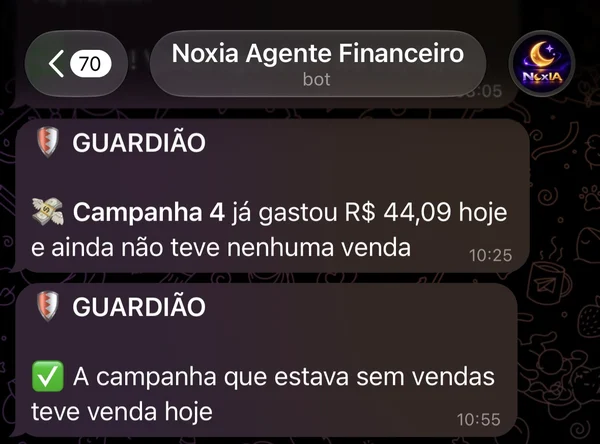 70
Noxia Agente Financeiro
bot
NoxIA
GUARDIÃO
💸 Campanha 4 já gastou R$ 44,09 hoje
e ainda não teve nenhuma venda
10:25
GUARDIÃO
✅ A campanha que estava sem vendas
teve venda hoje
10:55